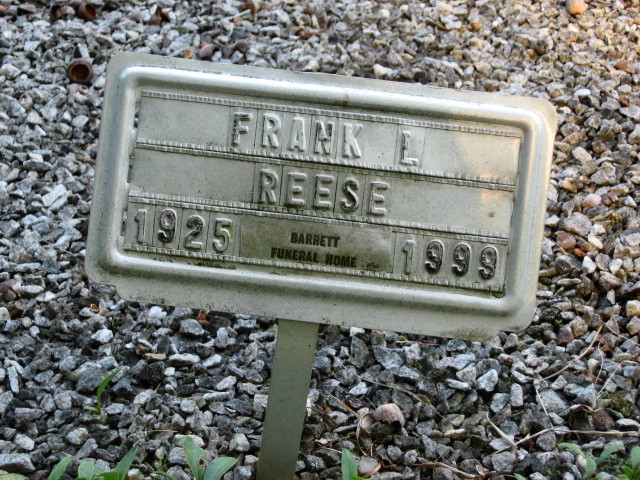 FRANK L
REESE
1925 BARRETT 1999
FUNERAL HOME